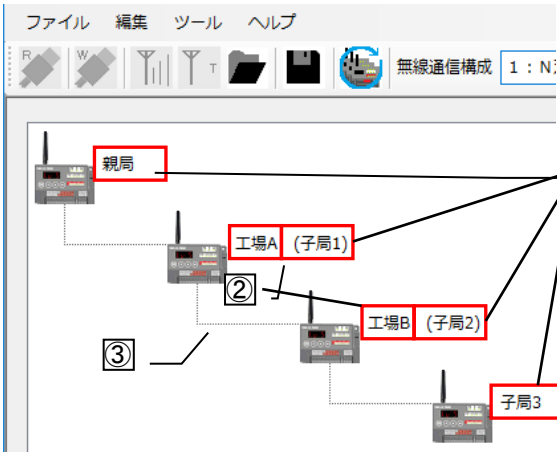 ファイル 編集 ツール ヘルプ
R W T 無線通信構成 1：N
親局
工場A (子局1)
②
工場B (子局2)
③
子局3